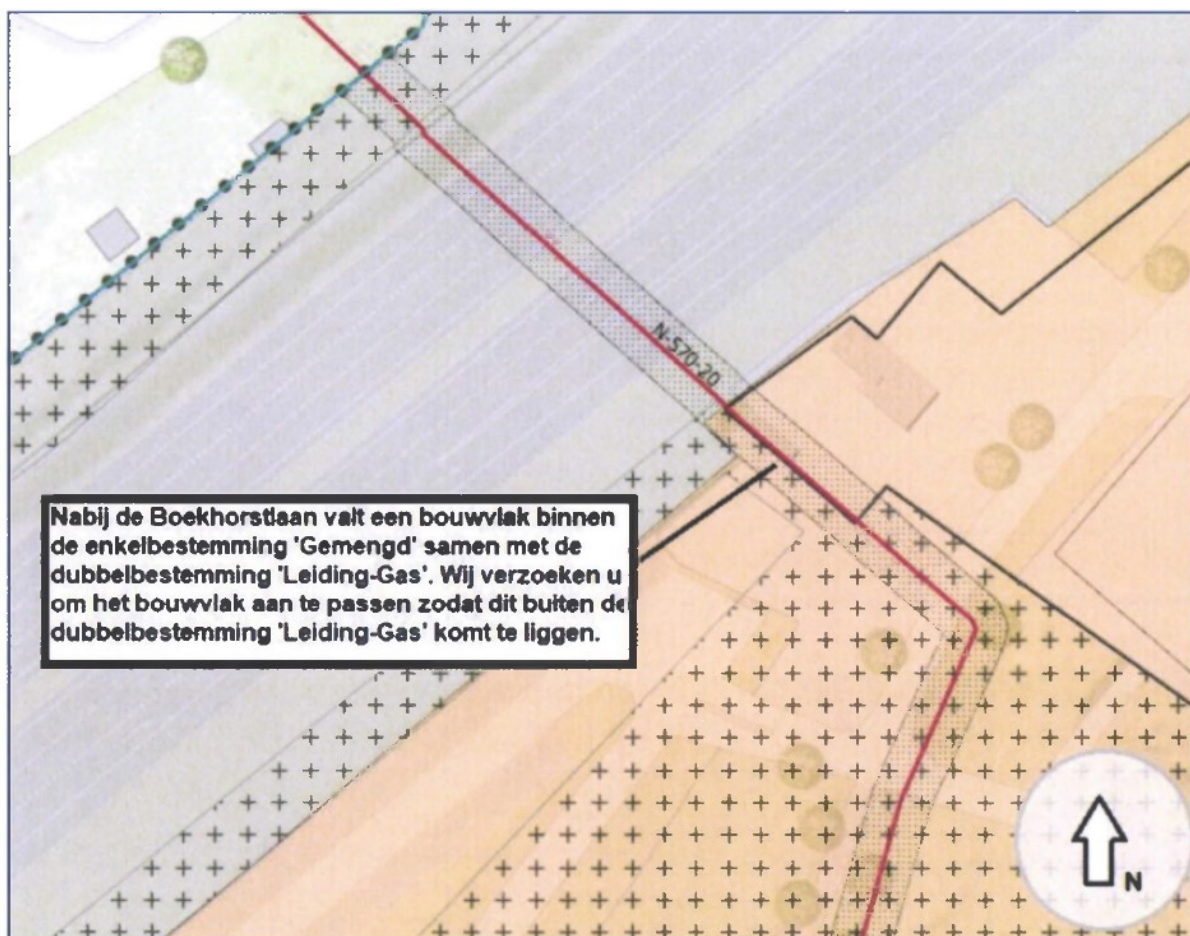 N-570-20
Nabij de Boekhorstlaan valt een bouwvlak binnen
de enkelbestemming 'Gemengd' samen met de
dubbelbestemming 'Leiding-Gas'. Wij verzoeken u
om het bouwvlak aan te passen zodat dit buiten de
dubbelbestemming 'Leiding-Gas' komt te liggen.
N